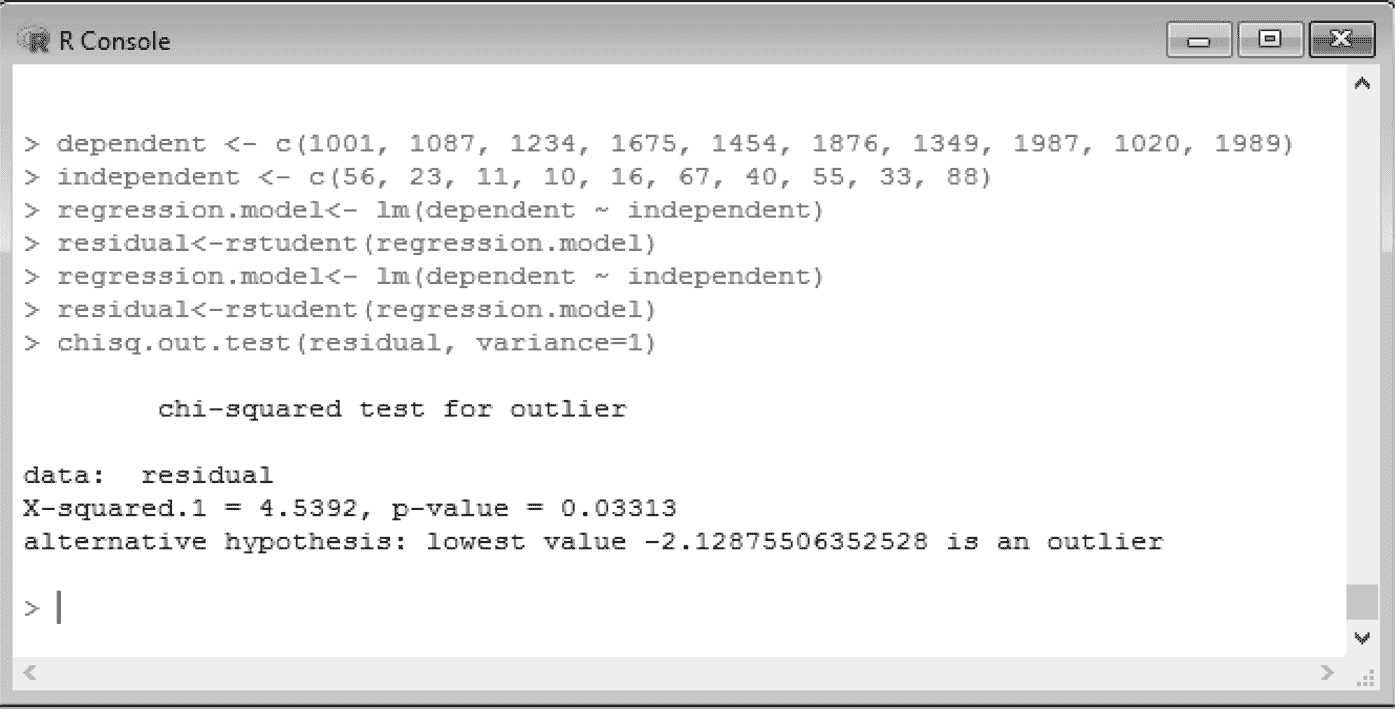 R Console
> dependent <- c(1001, 1087, 1234, 1675, 1454, 1876, 1349, 1987, 1020, 1989)
> independent <- c(56, 23, 11, 10, 16, 67, 40, 55, 33, 88)
> regression.model<- lm(dependent ~ independent)
> residual<-rstudent(regression.model)
> regression.model<- lm(dependent ~ independent)
> residual<-rstudent(regression.model)
> chisq.out.test(residual, variance=1)
chi-squared test for outlier
data:  residual
X-squared.1 = 4.5392, p-value = 0.03313
alternative hypothesis: lowest value -2.12875506352528 is an outlier
>